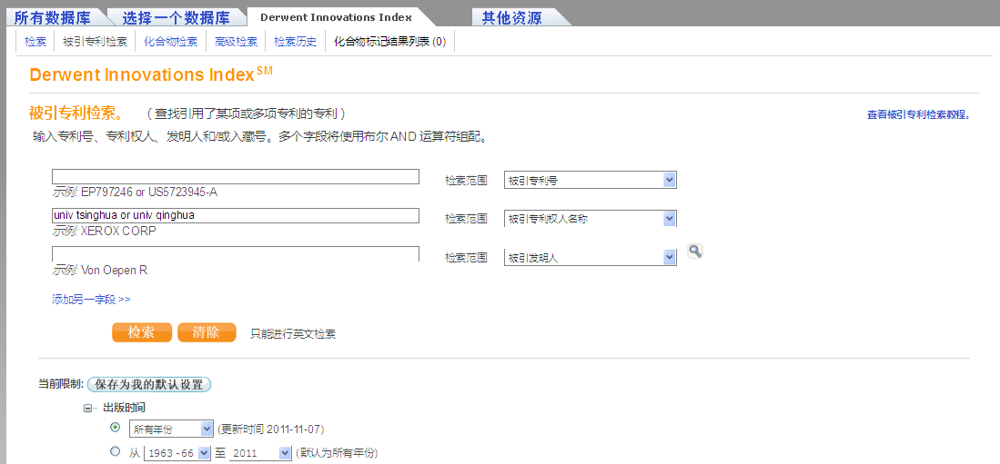 所有数据库 选择一个数据库 Derwent Innovations Index 其他资源
检索 被引专利检索 化合物检索 高级检索 检索历史 化合物标记结果列表 (0)
Derwent Innovations Index SM
被引专利检索。 （查找引用了某项或多项专利的专利） 查看被引专利检索教程。
输入专利号、专利权人、发明人和/或入藏号。多个字段将使用布尔 AND 运算符组配。
检索范围 被引专利号
示例: EP797246 or US5723945-A
univ tsinghua or univ qinghua 检索范围 被引专利权人名称
示例: XEROX CORP
检索范围 被引发明人
示例: Von Oepen R
添加另一字段 >>
检索 清除 只能进行英文检索
当前限制: 保存为我的默认设置
出版时间
所有年份 (更新时间 2011-11-07)
从 1963 -66 至 2011 (默认为所有年份)